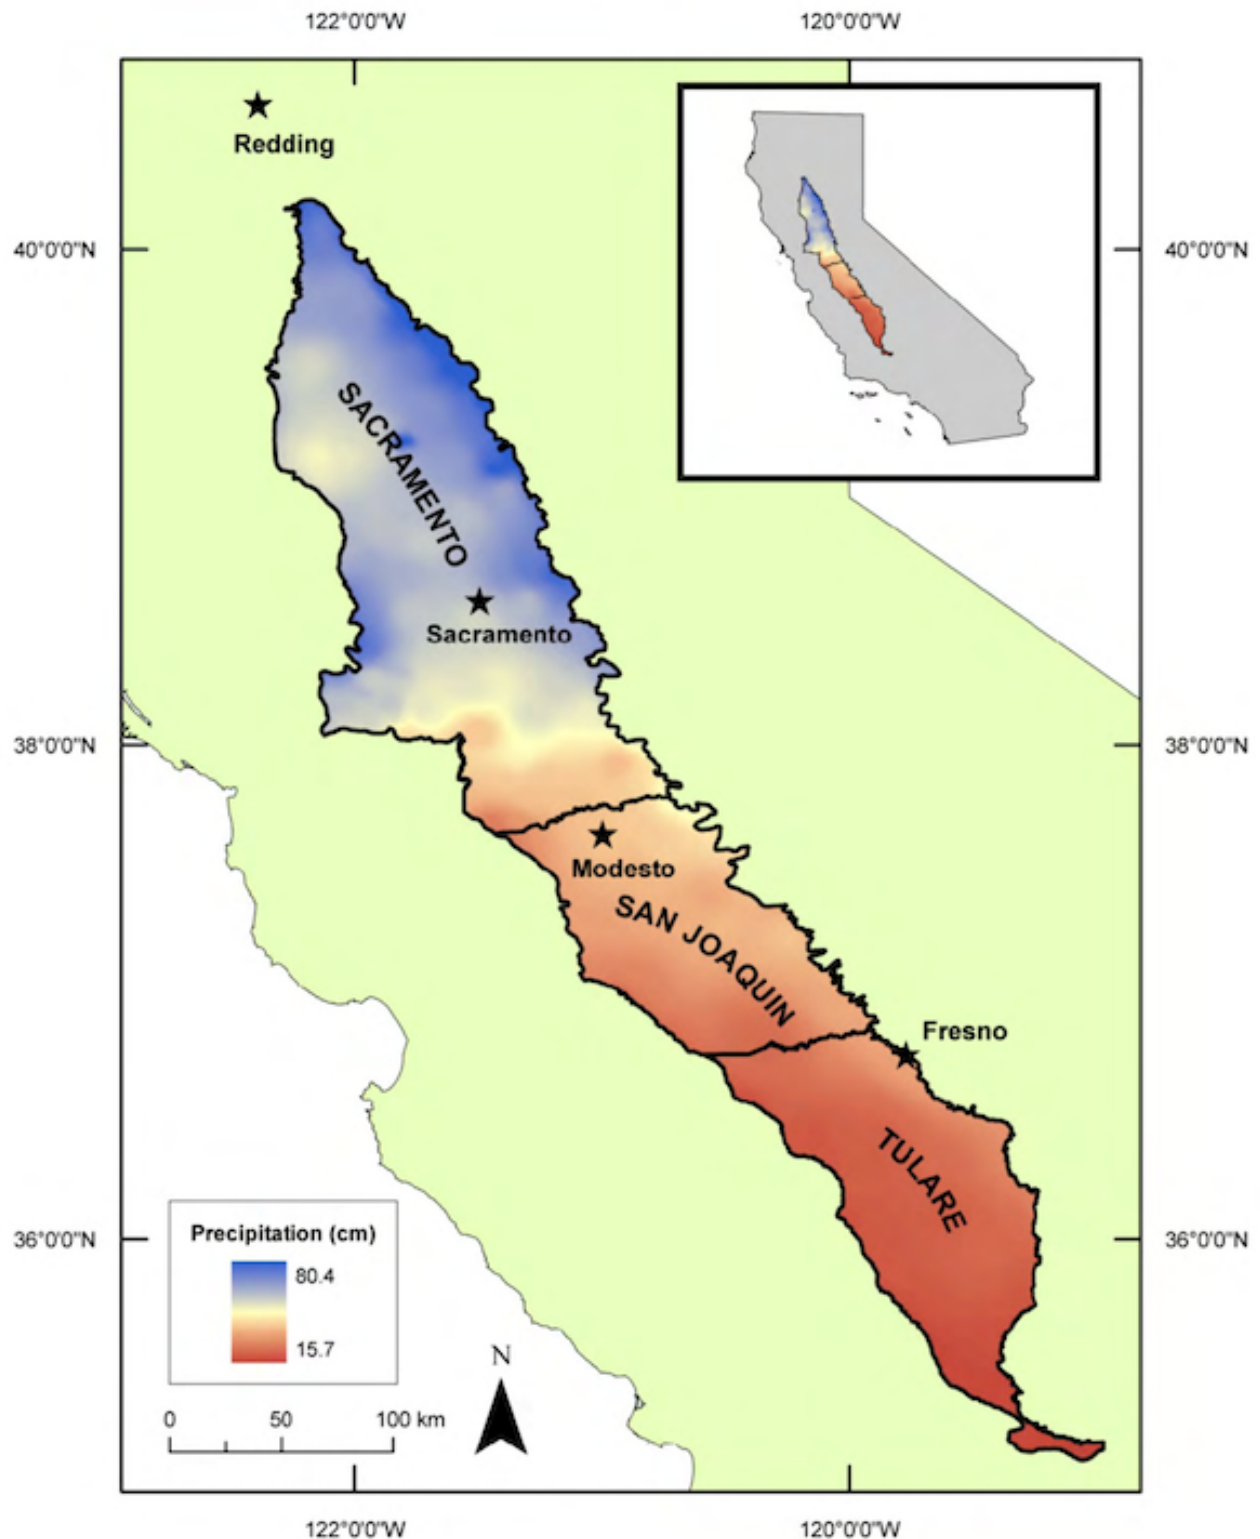 122°0'0"W 120°0'0"W
Redding
40°0'0"N 40°0'0"N
SACRAMENTO
Sacramento
38°0'0"N 38°0'0"N
Modesto
SAN JOAQUIN
Fresno
TULARE
36°0'0"N 36°0'0"N
Precipitation (cm)
80.4
15.7
N
0 50 100 km
122°0'0"W 120°0'0"W